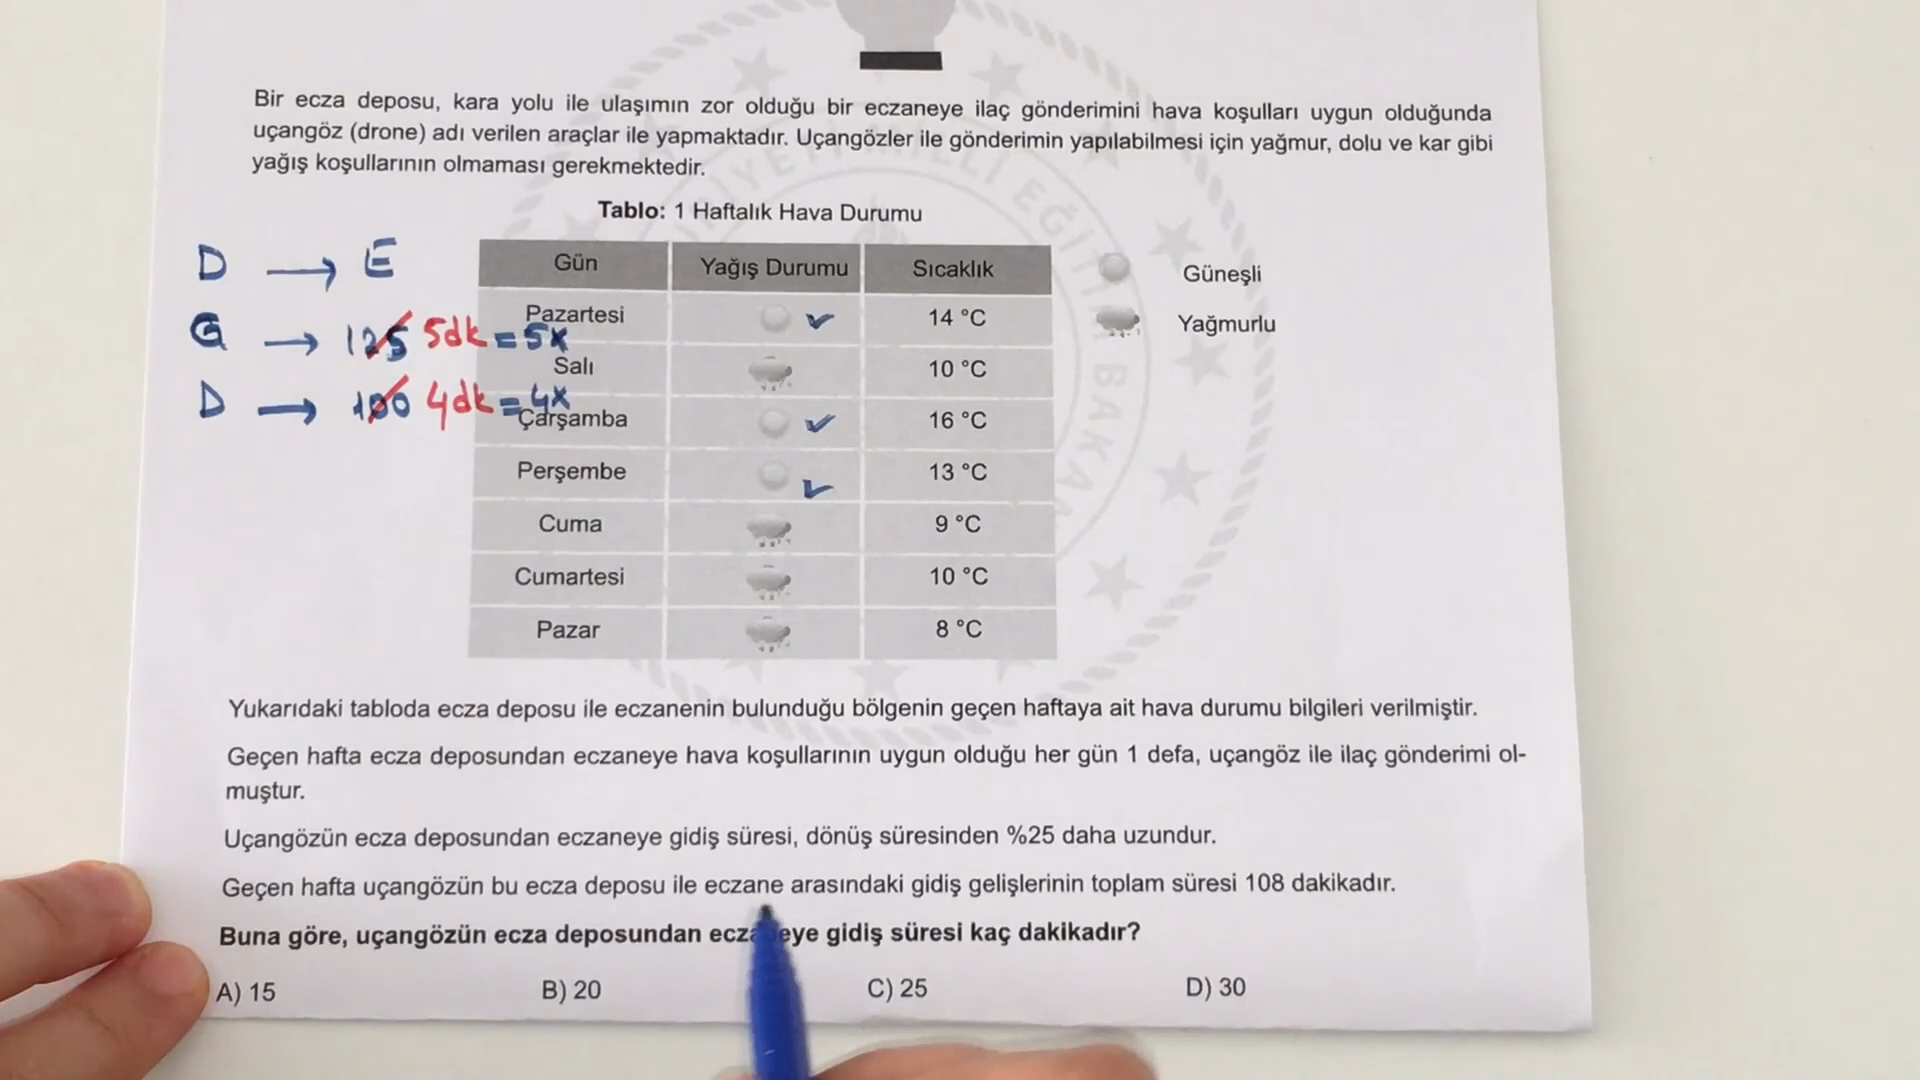 Bir ecza deposu, kara yolu ile ulaşımın zor olduğu bir eczaneye ilaç gönderimini hava koşulları uygun olduğunda
uçangöz (drone) adı verilen araçlar ile yapmaktadır. Uçangözler ile gönderimin yapılabilmesi için yağmur, dolu ve kar gibi
yağış koşullarının olmaması gerekmektedir.
Tablo: 1 Haftalık Hava Durumu
D → E
G → 125 5dk = 5x
D → 100 4dk = 4x
Gün Yağış Durumu Sıcaklık
Pazartesi 14 °C
Salı 10 °C
Çarşamba 16 °C
Perşembe 13 °C
Cuma 9 °C
Cumartesi 10 °C
Pazar 8 °C
Güneşli
Yağmurlu
Yukarıdaki tabloda ecza deposu ile eczanenin bulunduğu bölgenin geçen haftaya ait hava durumu bilgileri verilmiştir.
Geçen hafta ecza deposundan eczaneye hava koşullarının uygun olduğu her gün 1 defa, uçangöz ile ilaç gönderimi ol-
muştur.
Uçangözün ecza deposundan eczaneye gidiş süresi, dönüş süresinden %25 daha uzundur.
Geçen hafta uçangözün bu ecza deposu ile eczane arasındaki gidiş gelişlerinin toplam süresi 108 dakikadır.
Buna göre, uçangözün ecza deposundan eczaneye gidiş süresi kaç dakikadır?
A) 15 B) 20 C) 25 D) 30